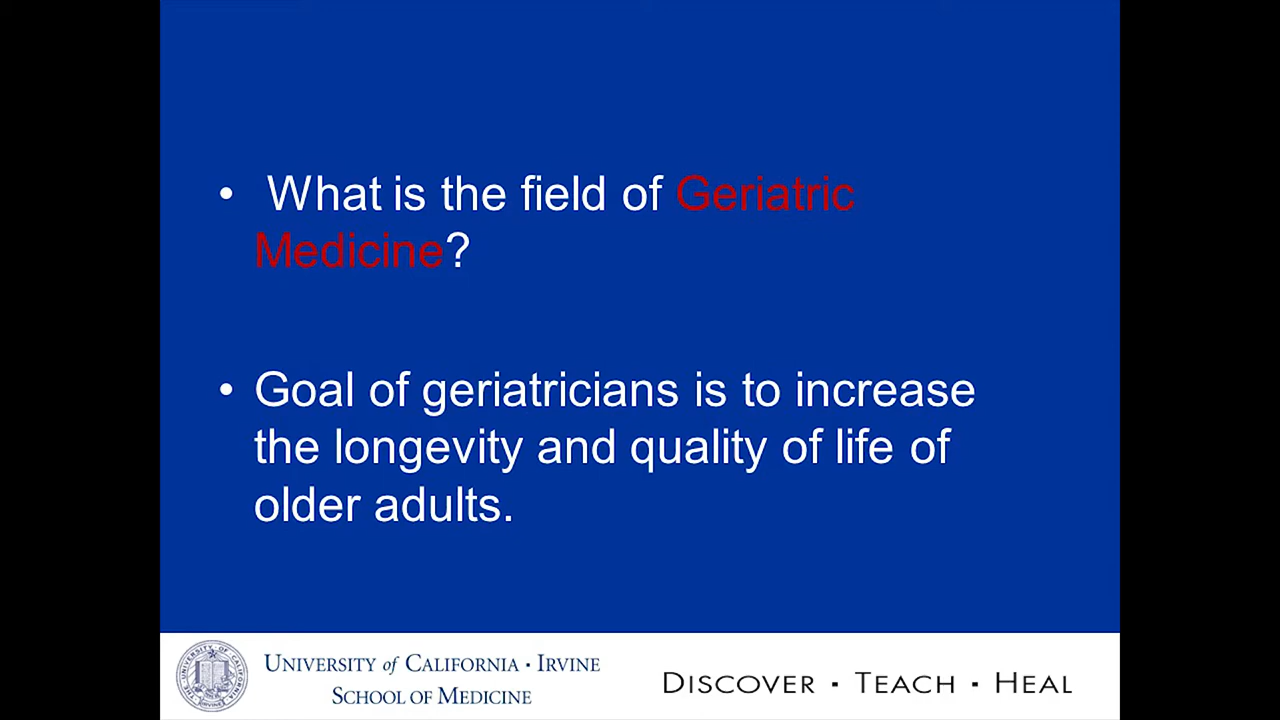 • What is the field of Geriatric
Medicine?
• Goal of geriatricians is to increase
the longevity and quality of life of
older adults.
UNIVERSITY of CALIFORNIA · IRVINE
SCHOOL OF MEDICINE
DISCOVER ▪ TEACH ▪ HEAL